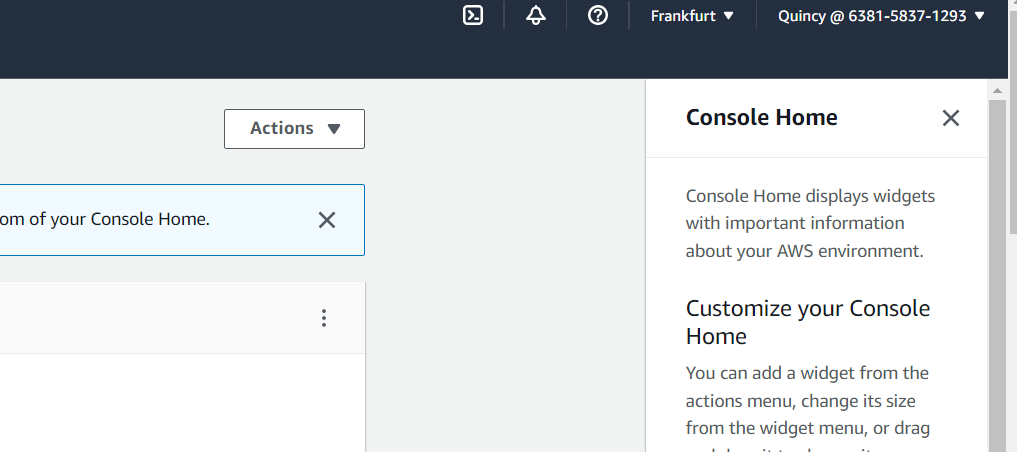 Frankfurt
Quincy @ 6381-5837-1293
Actions
om of your Console Home.
Console Home
Console Home displays widgets
with important information
about your AWS environment.
Customize your Console
Home
You can add a widget from the
actions menu, change its size
from the widget menu, or drag